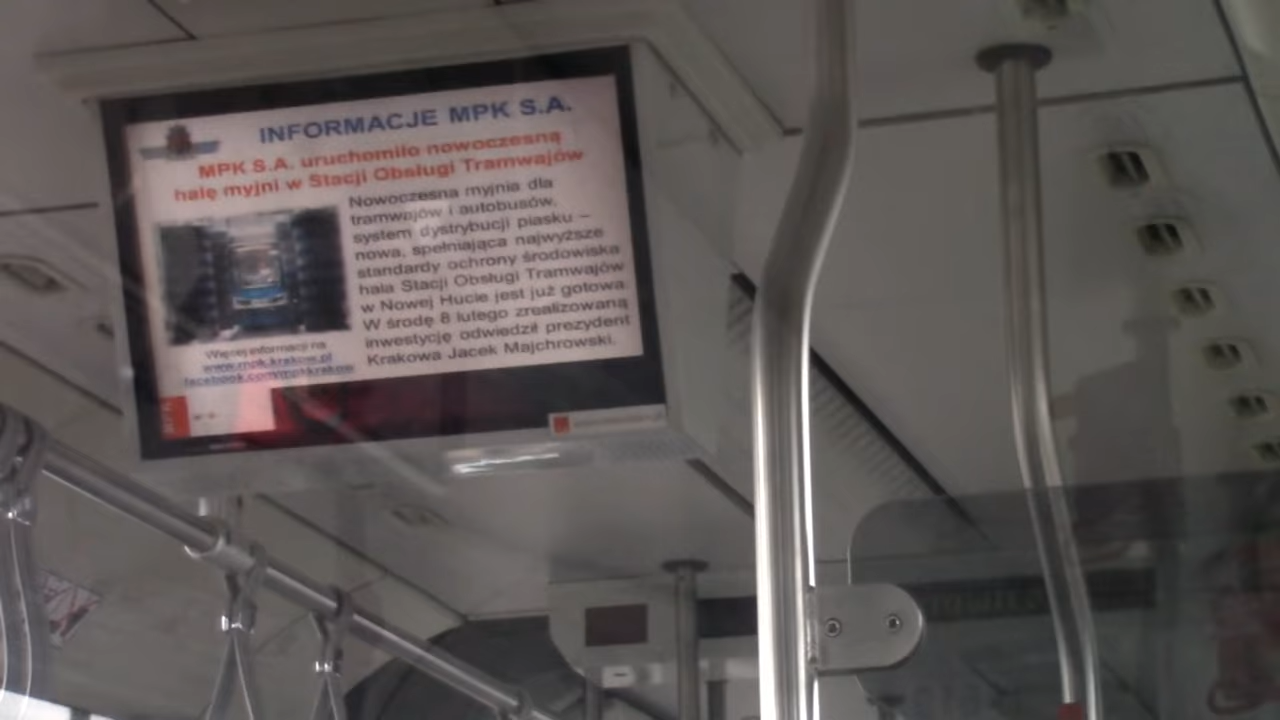 INFORMACJE MPK S.A.
MPK S.A. uruchomiło nowoczesną
halę myjni w Stacji Obsługi Tramwajów
Nowoczesna myjnia dla
tramwajów i autobusów,
system dystrybucji piasku –
nowa, spełniająca najwyższe
standardy ochrony środowiska
hala Stacji Obsługi Tramwajów
w Nowej Hucie jest już gotowa.
W środę 8 lutego zrealizowaną
inwestycję odwiedził prezydent
Krakowa Jacek Majchrowski.
Więcej informacji na
www.mpk.krakow.pl
facebook.com/mpkkrakow